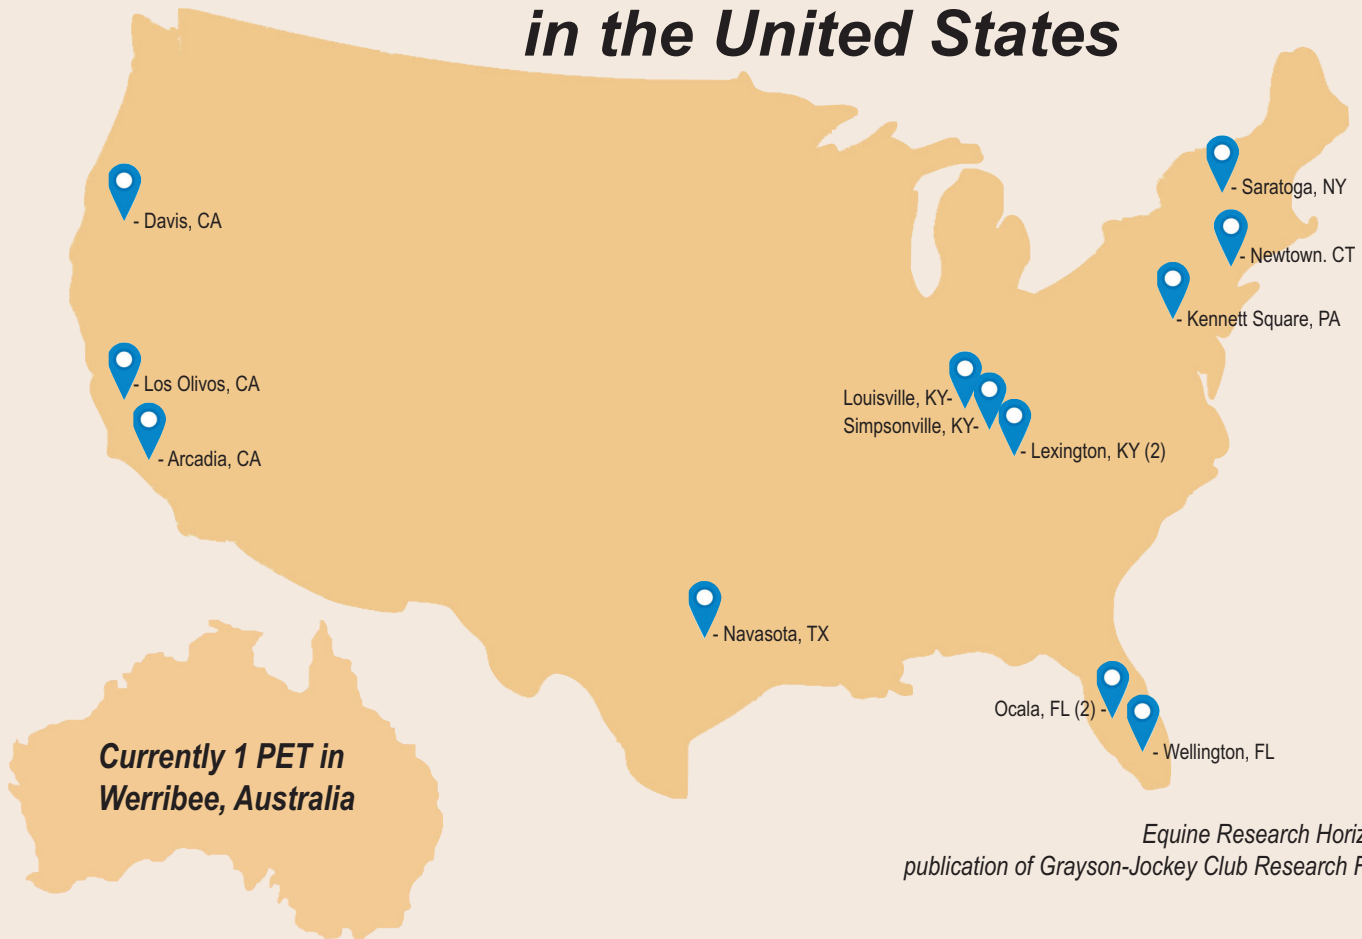 in the United States
- Saratoga, NY
- Davis, CA
- Newtown. CT
- Kennett Square, PA
- Los Olivos, CA
Louisville, KY-
Simpsonville, KY-
- Lexington, KY (2)
- Arcadia, CA
- Navasota, TX
Ocala, FL (2) -
- Wellington, FL
Currently 1 PET in
Werribee, Australia
Equine Research
publication of Grayson-Jockey Club Research